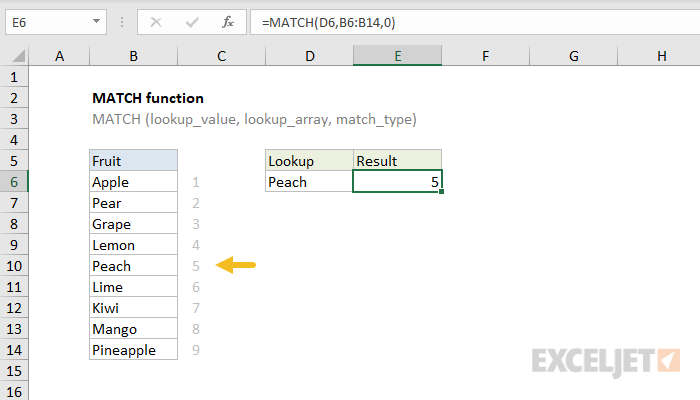 E6 fx =MATCH(D6,B6:B14,0)
A B C D E F G H
1
2 MATCH function
3 MATCH (lookup_value, lookup_array, match_type)
4
5 Fruit Lookup Result
6 Apple 1 Peach 5
7 Pear 2
8 Grape 3
9 Lemon 4
10 Peach 5
11 Lime 6
12 Kiwi 7
13 Mango 8
14 Pineapple 9
15
16
EXCELJET